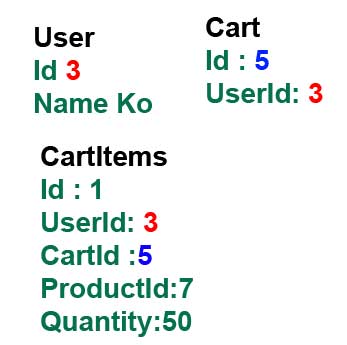 User
Id 3
Name Ko
Cart
Id : 5
UserId: 3
CartItems
Id : 1
UserId: 3
CartId :5
ProductId:7
Quantity:50